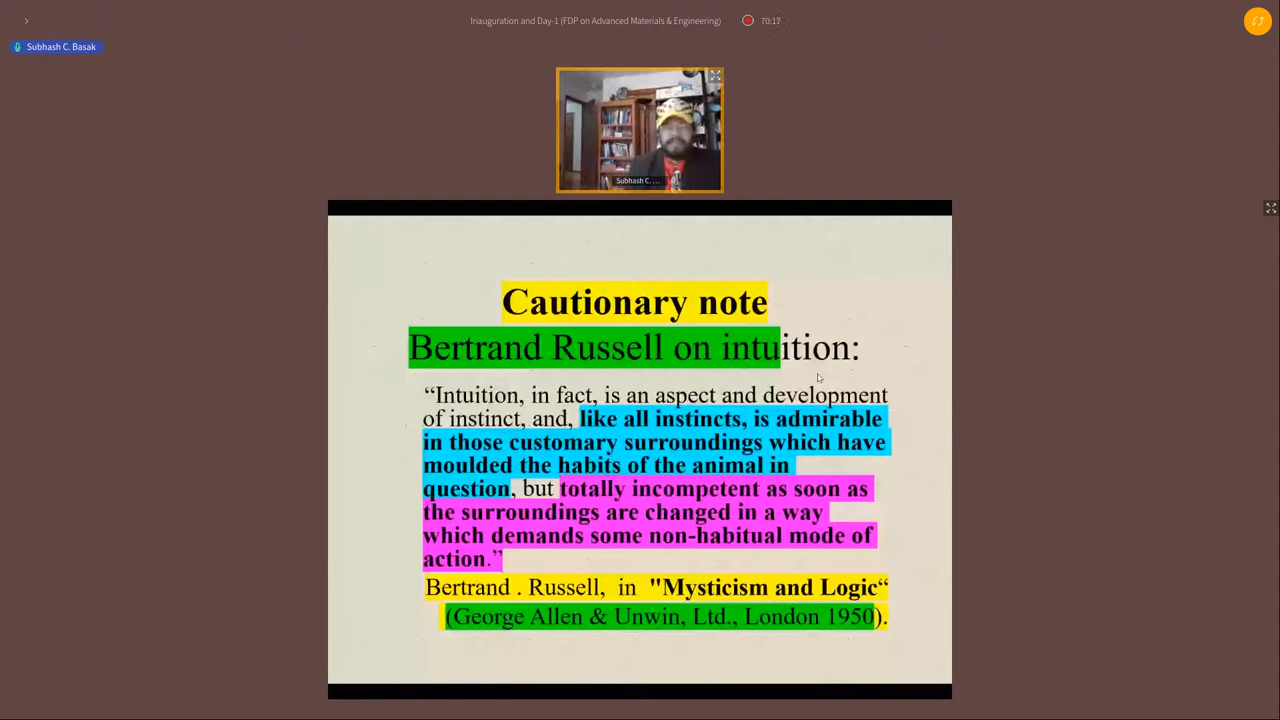 Inauguration and Day-1 (FDP on Advanced Materials & Engineering)
70:17
Subhash C. Basak
Subhash C. ...
Cautionary note
Bertrand Russell on intuition:
“Intuition, in fact, is an aspect and development
of instinct, and, like all instincts, is admirable
in those customary surroundings which have
moulded the habits of the animal in
question, but totally incompetent as soon as
the surroundings are changed in a way
which demands some non-habitual mode of
action.”
Bertrand . Russell, in "Mysticism and Logic“
(George Allen & Unwin, Ltd., London 1950).